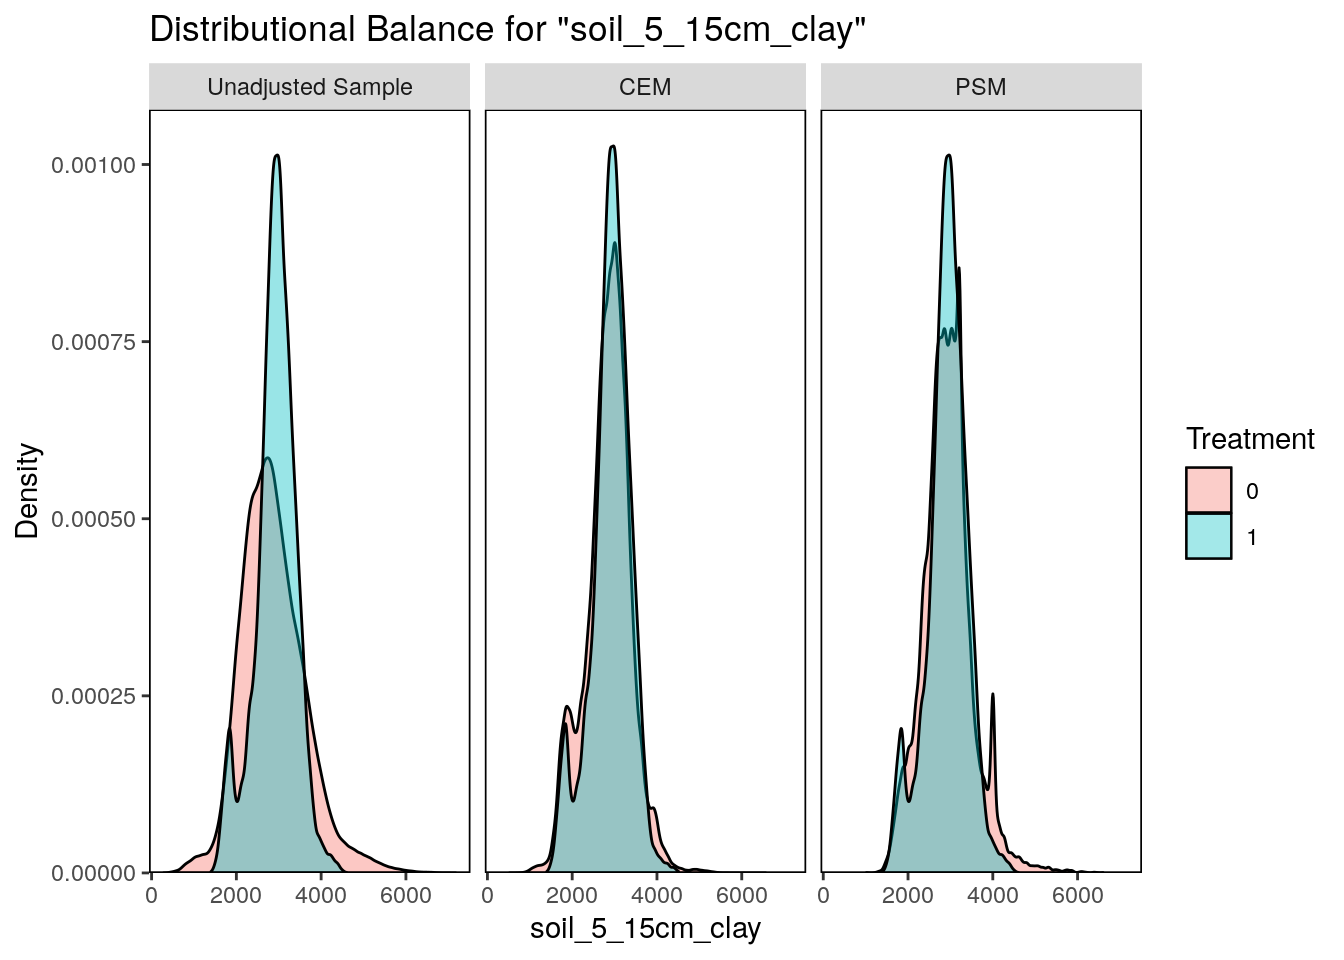 Distributional Balance for "soil_5_15cm_clay"
Unadjusted Sample
CEM
PSM
0.00100
0.00075
0.00050
0.00025
0.00000
Density
0 2000 4000 6000
0 2000 4000 6000
0 2000 4000 6000
soil_5_15cm_clay
Treatment
0
1